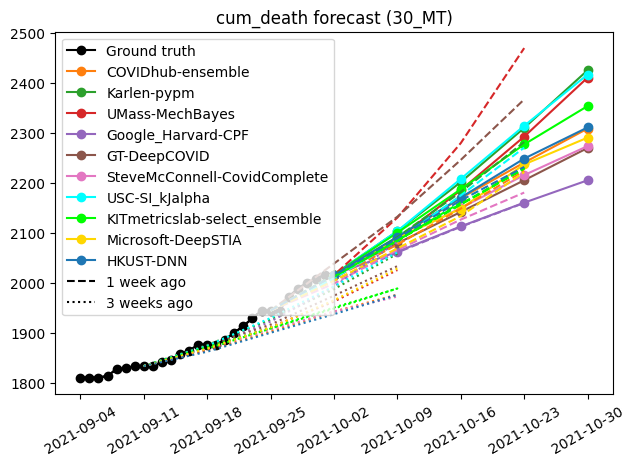 cum_death forecast (30_MT)
2500
2400
2300
2200
2100
2000
1900
1800
Ground truth
COVIDhub-ensemble
Karlen-pypm
UMass-MechBayes
Google_Harvard-CPF
GT-DeepCOVID
SteveMcConnell-CovidComplete
USC-SI_kJalpha
KITmetricslab-select_ensemble
Microsoft-DeepSTIA
HKUST-DNN
1 week ago
3 weeks ago
2021-09-04
2021-09-11
2021-09-18
2021-09-25
2021-10-02
2021-10-09
2021-10-16
2021-10-23
2021-10-30